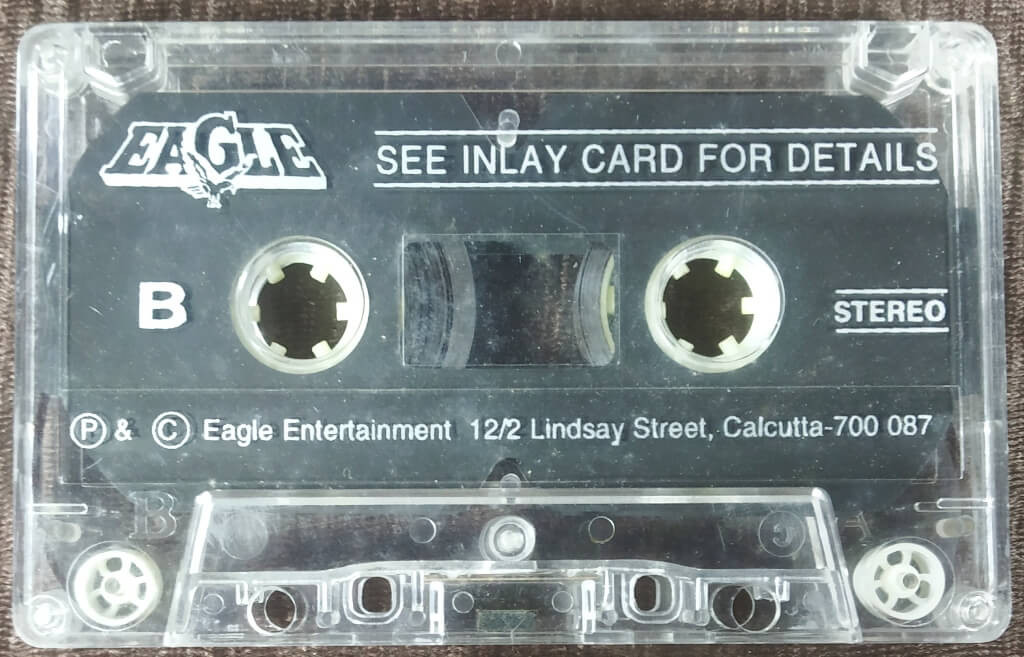 EAGLE
SEE INLAY CARD FOR DETAILS
B
STEREO
Ⓟ & © Eagle Entertainment 12/2 Lindsay Street, Calcutta-700 087
B